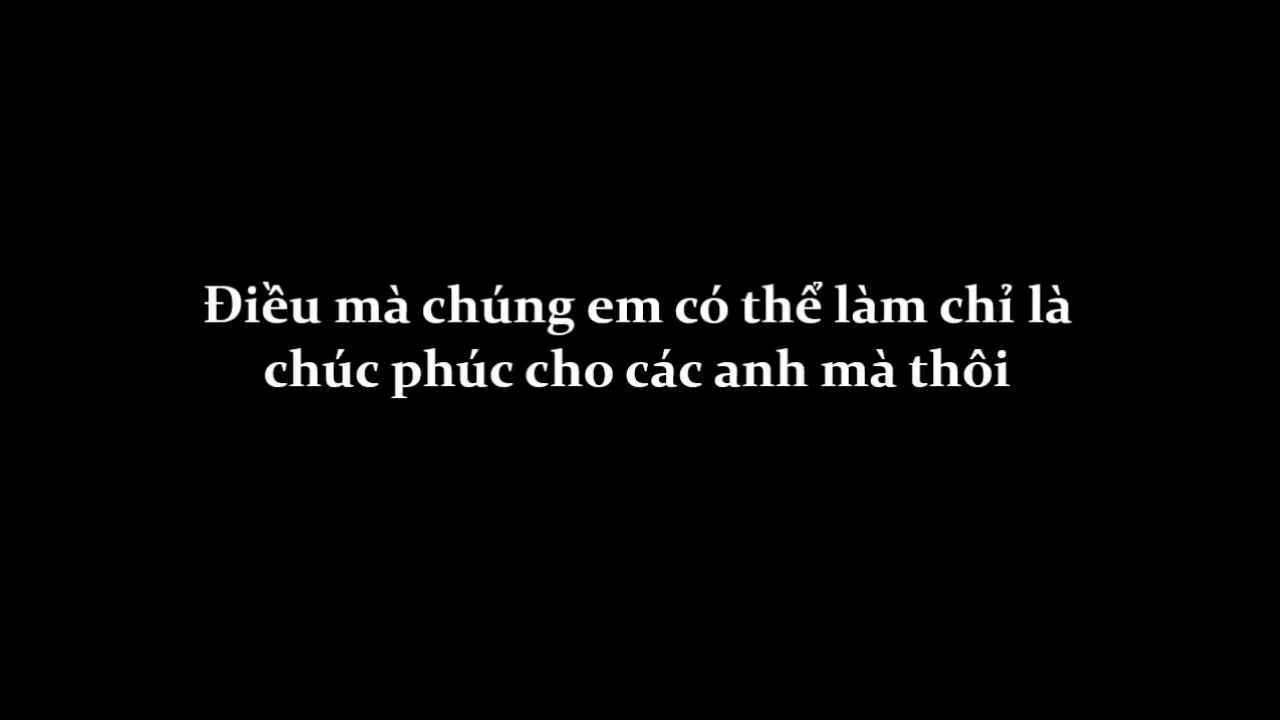 Điều mà chúng em có thể làm chỉ là
chúc phúc cho các anh mà thôi